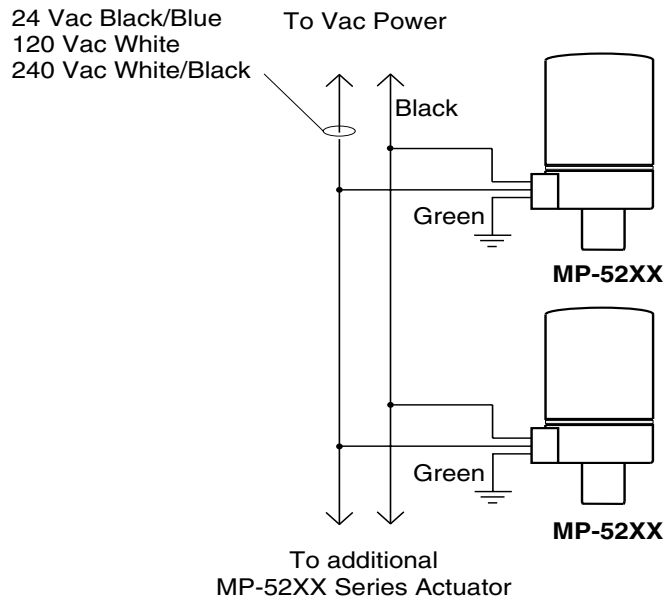 24 Vac Black/Blue
120 Vac White
240 Vac White/Black
To Vac Power
Black
Green
MP-52XX
Green
MP-52XX
To additional
MP-52XX Series Actuator